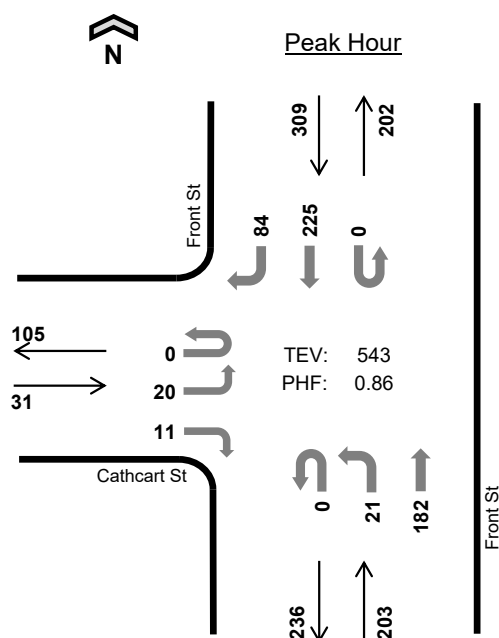 Peak Hour
N
309
202
Front St
84
225
0
105
0
TEV: 543
31
20
PHF: 0.86
11
Cathcart St
0
21
182
Front St
236
203